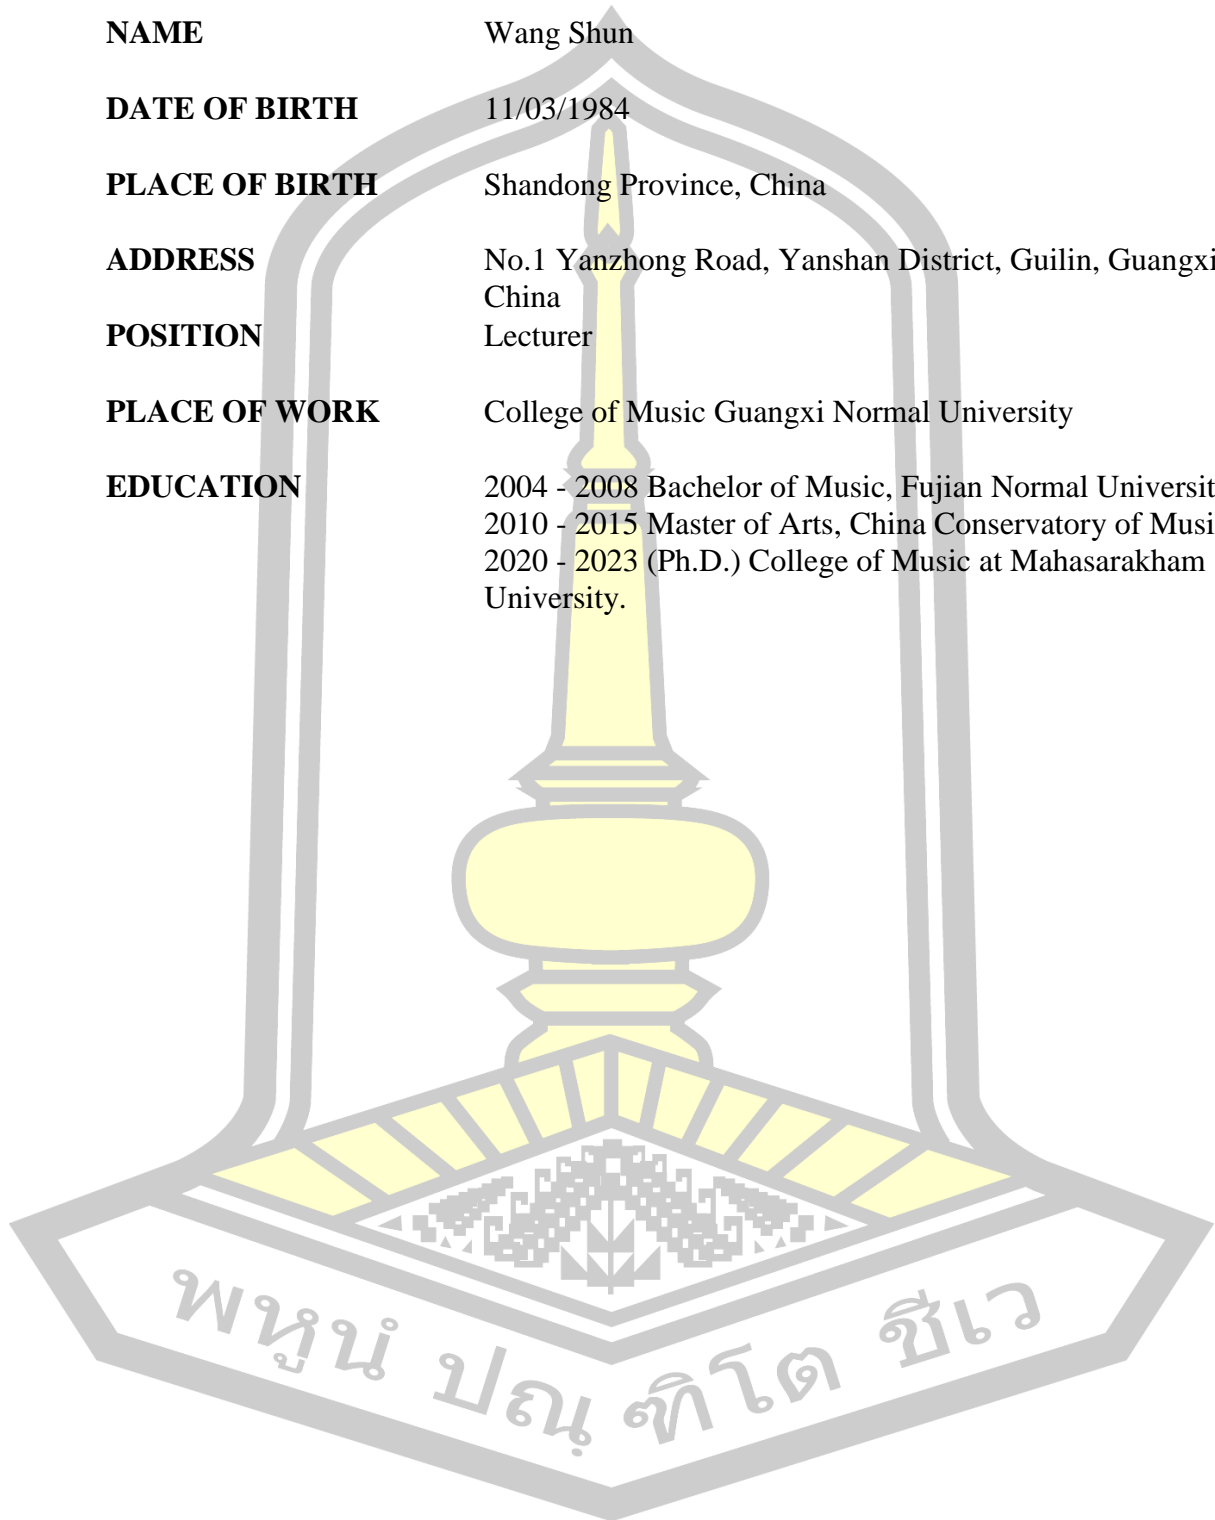 NAME Wang Shun
DATE OF BIRTH 11/03/1984
PLACE OF BIRTH Shandong Province, China
ADDRESS No.1 Yanzhong Road, Yanshan District, Guilin, Guangxi
China
POSITION Lecturer
PLACE OF WORK College of Music Guangxi Normal University
EDUCATION 2004 - 2008 Bachelor of Music, Fujian Normal Universit
2010 - 2015 Master of Arts, China Conservatory of Musi
2020 - 2023 (Ph.D.) College of Music at Mahasarakham
University.
พหูนํ ปณฺฑิโต ชีเว